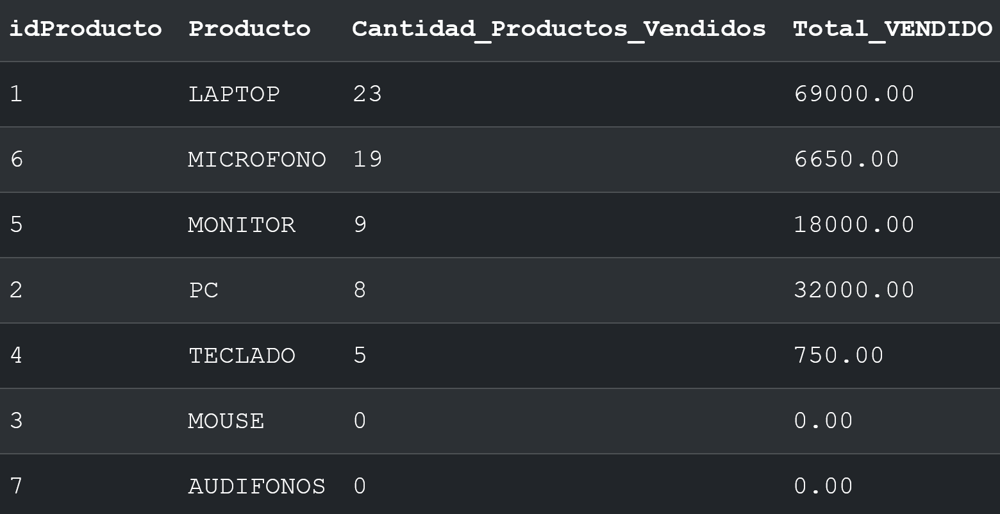 idProducto Producto Cantidad_Productos_Vendidos Total_VENDIDO
1 LAPTOP 23 69000.00
6 MICROFONO 19 6650.00
5 MONITOR 9 18000.00
2 PC 8 32000.00
4 TECLADO 5 750.00
3 MOUSE 0 0.00
7 AUDIFONOS 0 0.00